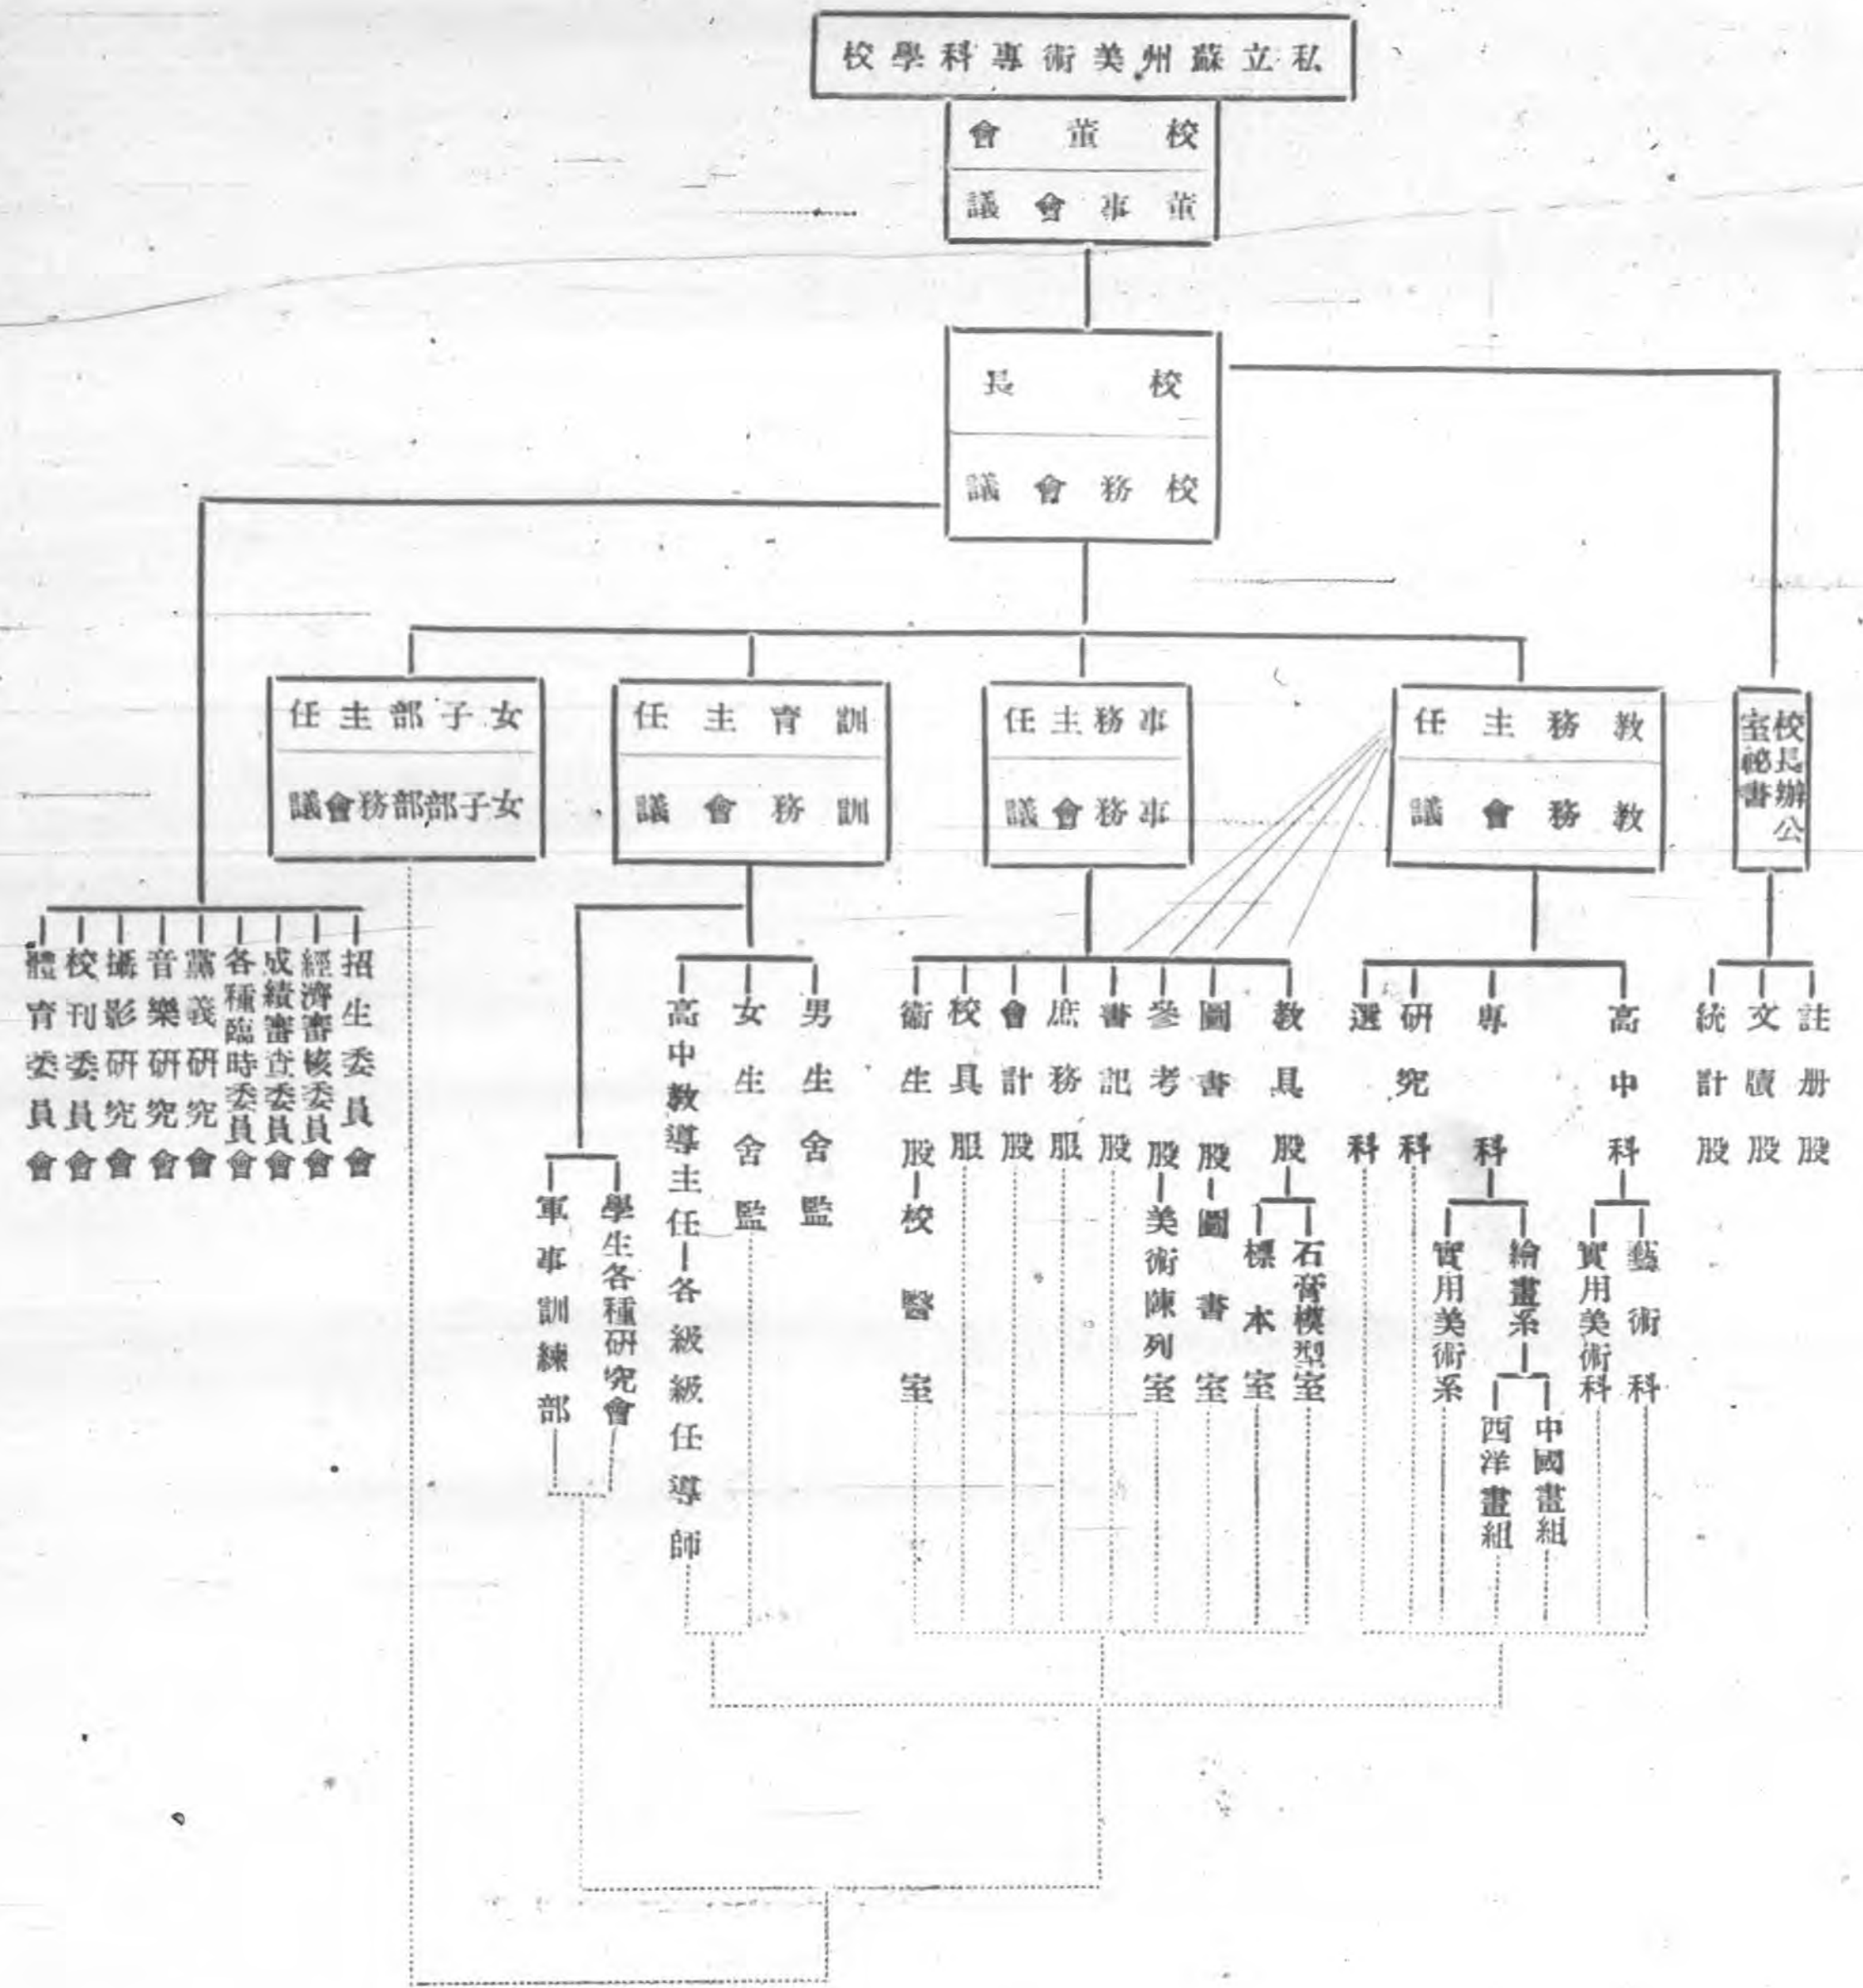 私立蘇州美術專科學校
校董會
董事會議
校長
校務會議
校長辦公
室祕書
教務主任
教務會議
事務主任
事務會議
訓育主任
訓務會議
女子部主任
女子部部務會議
註册股
文牘股
統計股
高中科
藝術科
實用美術科
專科
繪畫系
中國畫組
西洋畫組
實用美術系
研究科
選科
教具股
石膏模型室
標本室
圖書股
圖書室
參考股
美術陳列室
書記股
庶務股
會計股
校具股
衞生股
校醫室
男生舍監
女生舍監
高中教導主任
各級級任導師
學生各種研究會
軍事訓練部
招生委員會
經濟審核委員會
成績審查委員會
各種臨時委員會
黨義研究會
音樂研究會
攝影研究會
校刊委員會
體育委員會